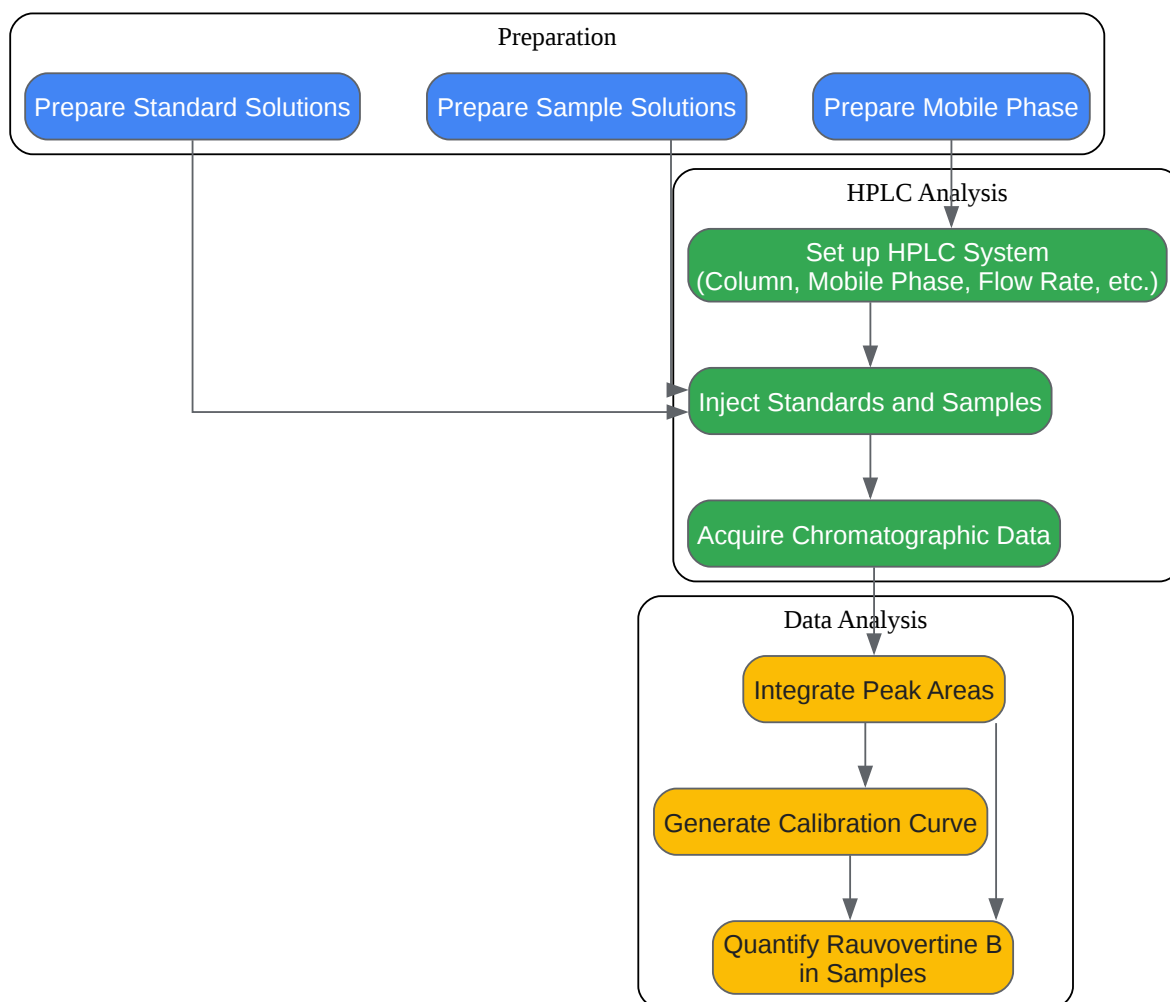 Preparation
Prepare Standard Solutions
Prepare Sample Solutions
Prepare Mobile Phase
HPLC Analysis
Set up HPLC System
(Column, Mobile Phase, Flow Rate, etc.)
Inject Standards and Samples
Acquire Chromatographic Data
Data Analysis
Integrate Peak Areas
Generate Calibration Curve
Quantify Rauvovertine B
in Samples